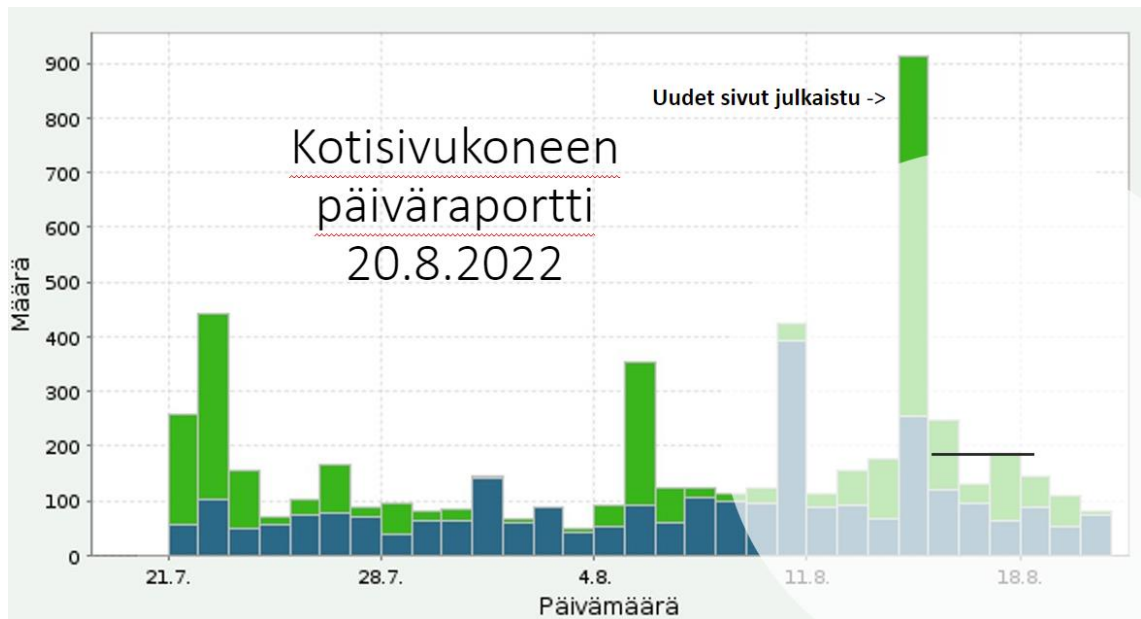 900
800
700
600
500
400
300
200
100
0
Määrä
Uudet sivut julkaistu ->
Kotisivukoneen
päiväraportti
20.8.2022
21.7. 28.7. 4.8. 11.8. 18.8.
Päivämäärä